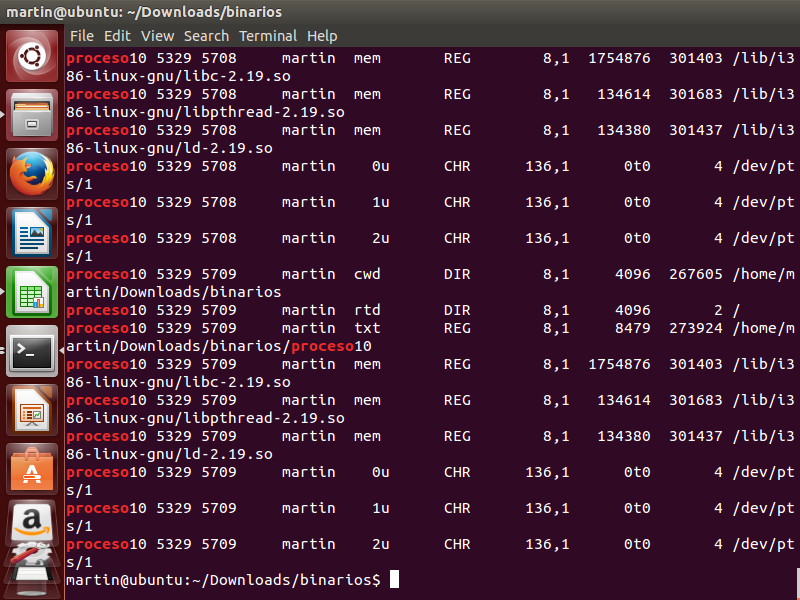 martin@ubuntu: ~/Downloads/binarios
File Edit View Search Terminal Help
proceso10 5329 5708     martin  mem       REG        8,1  1754876  301403 /lib/i3
86-linux-gnu/libc-2.19.so
proceso10 5329 5708     martin  mem       REG        8,1   134614  301683 /lib/i3
86-linux-gnu/libpthread-2.19.so
proceso10 5329 5708     martin  mem       REG        8,1   134380  301437 /lib/i3
86-linux-gnu/ld-2.19.so
proceso10 5329 5708     martin    0u      CHR      136,1      0t0       4 /dev/pt
s/1
proceso10 5329 5708     martin    1u      CHR      136,1      0t0       4 /dev/pt
s/1
proceso10 5329 5708     martin    2u      CHR      136,1      0t0       4 /dev/pt
s/1
proceso10 5329 5709     martin  cwd       DIR        8,1     4096  267605 /home/m
artin/Downloads/binarios
proceso10 5329 5709     martin  rtd       DIR        8,1     4096       2 /
proceso10 5329 5709     martin  txt       REG        8,1     8479  273924 /home/m
artin/Downloads/binarios/proceso10
proceso10 5329 5709     martin  mem       REG        8,1  1754876  301403 /lib/i3
86-linux-gnu/libc-2.19.so
proceso10 5329 5709     martin  mem       REG        8,1   134614  301683 /lib/i3
86-linux-gnu/libpthread-2.19.so
proceso10 5329 5709     martin  mem       REG        8,1   134380  301437 /lib/i3
86-linux-gnu/ld-2.19.so
proceso10 5329 5709     martin    0u      CHR      136,1      0t0       4 /dev/pt
s/1
proceso10 5329 5709     martin    1u      CHR      136,1      0t0       4 /dev/pt
s/1
proceso10 5329 5709     martin    2u      CHR      136,1      0t0       4 /dev/pt
s/1
martin@ubuntu:~/Downloads/binarios$